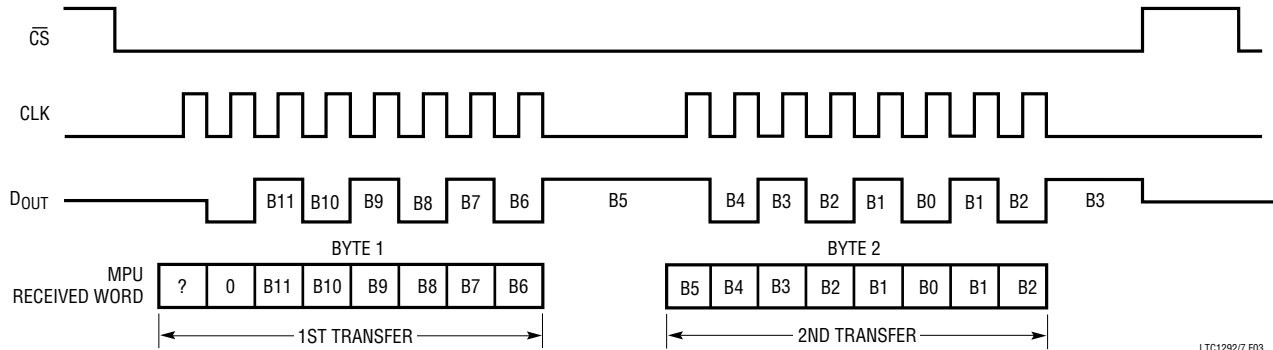 CS
CLK
DOUT B11 B10 B9 B8 B7 B6 B5 B4 B3 B2 B1 B0 B1 B2 B3
BYTE 1 BYTE 2
MPU
RECEIVED WORD
? 0 B11 B10 B9 B8 B7 B6 B5 B4 B3 B2 B1 B0 B1 B2
1ST TRANSFER 2ND TRANSFER
LTC1292/7 F03